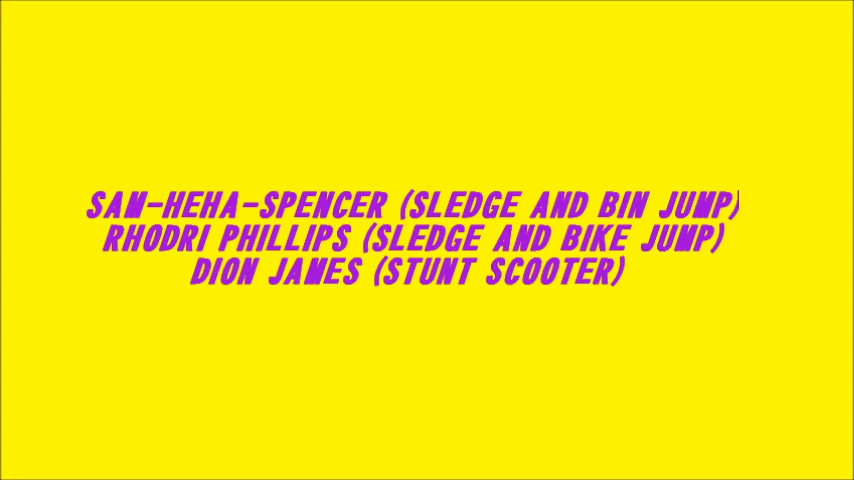 SAM-HEHA-SPENCER (SLEDGE AND BIN JUMP)
RHODRI PHILLIPS (SLEDGE AND BIKE JUMP)
DION JAMES (STUNT SCOOTER)